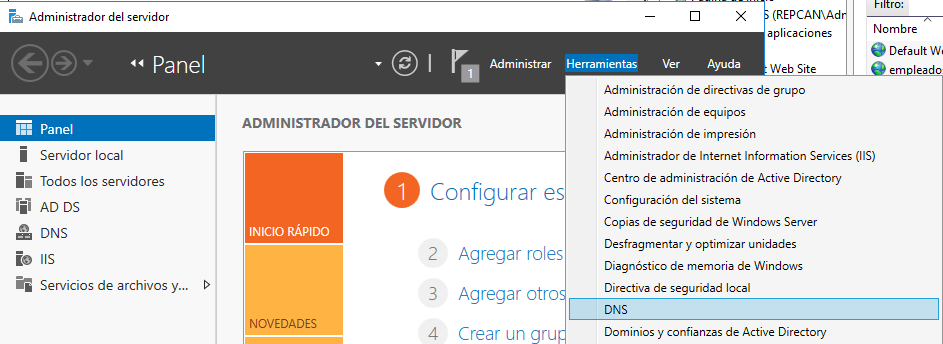 Administrador del servidor
Panel
1
Administrar
Herramientas
Ver
Ayuda
Panel
Servidor local
Todos los servidores
AD DS
DNS
IIS
Servicios de archivos y...
ADMINISTRADOR DEL SERVIDOR
INICIO RÁPIDO
NOVEDADES
1 Configurar es
2 Agregar roles
3 Agregar otros
4 Crear un grup
Administración de directivas de grupo
Administración de equipos
Administración de impresión
Administrador de Internet Information Services (IIS)
Centro de administración de Active Directory
Configuración del sistema
Copias de seguridad de Windows Server
Desfragmentar y optimizar unidades
Diagnóstico de memoria de Windows
Directiva de seguridad local
DNS
Dominios y confianzas de Active Directory
S (REPCAN\Adn
aplicaciones
t Web Site
Filtro:
Nombre
Default We
empleado